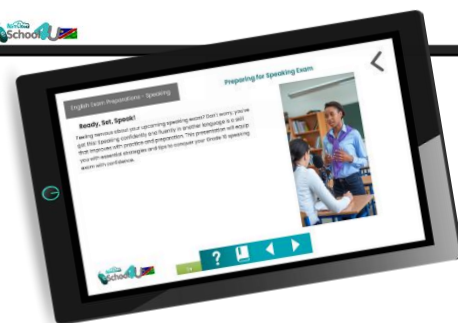 School4U
Preparing for Speaking Exam
English Exam Preparations - Speaking
Ready, Set, Speak!
Feeling nervous about your upcoming speaking exam? Don't worry, you've
got this! Speaking confidently and fluently in another language is a skill
that improves with practice and preparation. This presentation will equip
you with essential strategies and tips to conquer your Grade 10 speaking
exam with confidence.
?
School4U